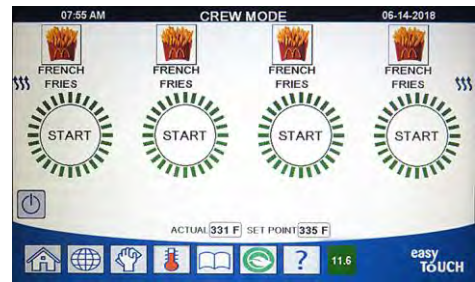 07:55 AM CREW MODE 06-14-2018
FRENCH FRIES
FRENCH FRIES
FRENCH FRIES
FRENCH FRIES
START START START START
ACTUAL 331 F SET POINT 335 F
? 11.6 easy TOUCH